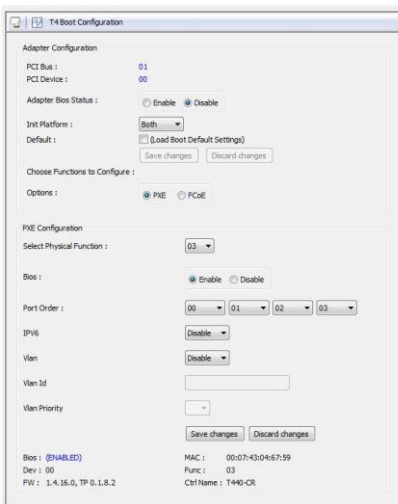 T4 Boot Configuration
Adapter Configuration
PCI Bus : 01
PCI Device : 00
Adapter Bios Status : Enable Disable
Init Platform : Both
Default : (Load Boot Default Settings)
Save changes Discard changes
Choose Functions to Configure :
Options : PXE FCoE
PXE Configuration
Select Physical Function : 03
Bios : Enable Disable
Port Order : 00 01 02 03
IPV6 Disable
Vlan Disable
Vlan Id
Vlan Priority
Save changes Discard changes
Bios : (ENABLED) MAC : 00:07:43:04:67:59
Dev : 00 Func : 03
FW : 1.4.16.0, TP 0.1.8.2 Ctrl Name : T440-CR